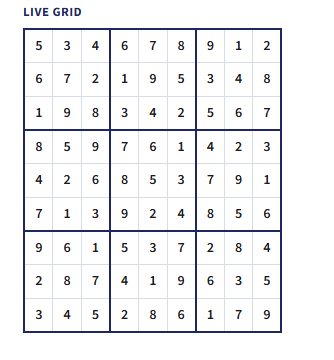 LIVE GRID
5 3 4 6 7 8 9 1 2
6 7 2 1 9 5 3 4 8
1 9 8 3 4 2 5 6 7
8 5 9 7 6 1 4 2 3
4 2 6 8 5 3 7 9 1
7 1 3 9 2 4 8 5 6
9 6 1 5 3 7 2 8 4
2 8 7 4 1 9 6 3 5
3 4 5 2 8 6 1 7 9